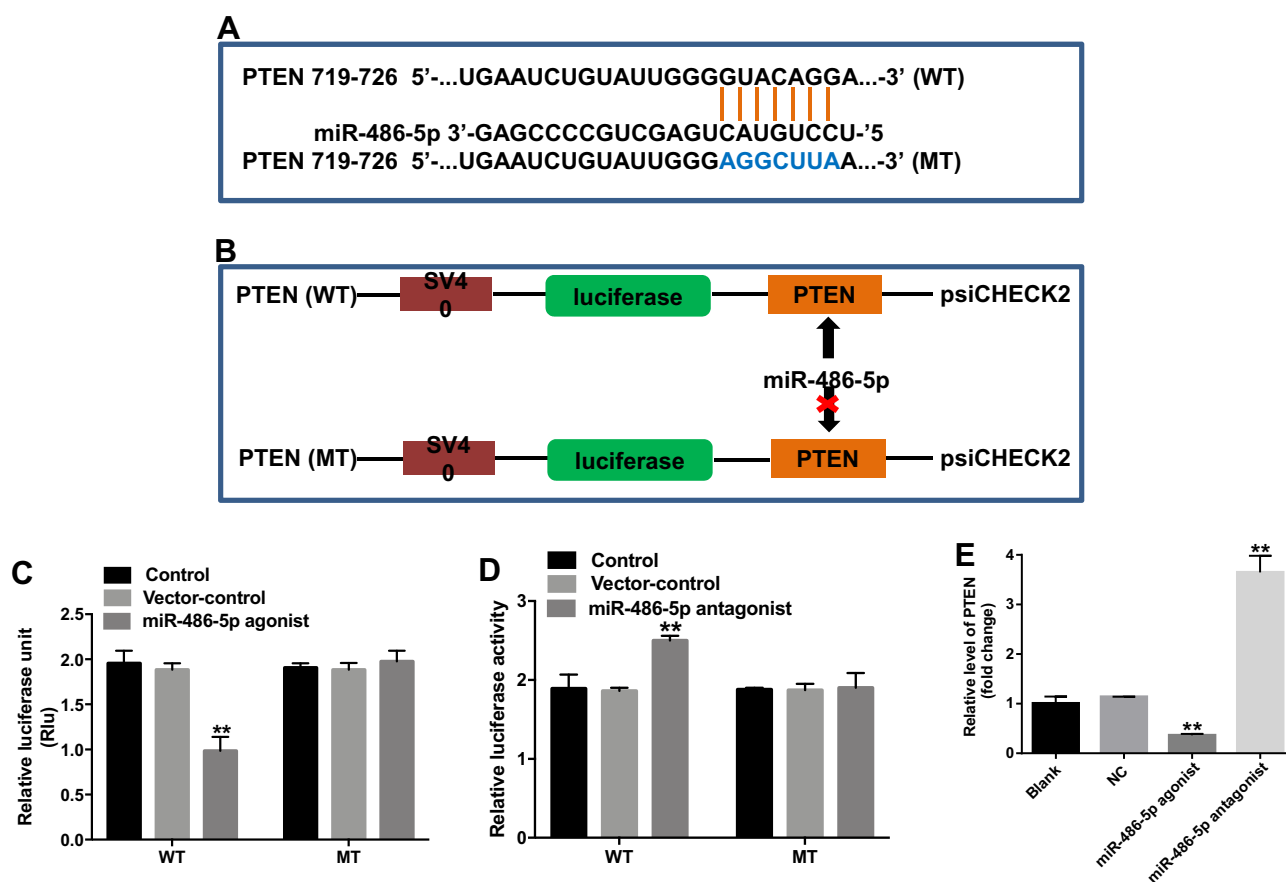 A
PTEN 719-726 5’-...UGAAUCUGUAUUGGGGUACAGGA...-3’ (WT)
miR-486-5p 3’-GAGCCCCGUCGAGUCAUGUCCU-’5
PTEN 719-726 5’-...UGAAUCUGUAUUGGGAGGCUUAA...-3’ (MT)
B
PTEN (WT) SV4 luciferase PTEN psiCHECK2
0
miR-486-5p
PTEN (MT) SV4 luciferase PTEN psiCHECK2
0
C
Control
Vector-control
miR-486-5p agonist
Relative luciferase unit
(Rlu)
2.5
2.0
1.5
1.0
0.5
0.0
**
WT MT
D
Control
Vector-control
miR-486-5p antagonist
Relative luciferase activity
3
2
1
0
**
WT MT
E
Relative level of PTEN
(fold change)
4
3
2
1
0
**
**
Blank
NC
miR-486-5p agonist
miR-486-5p antagonist